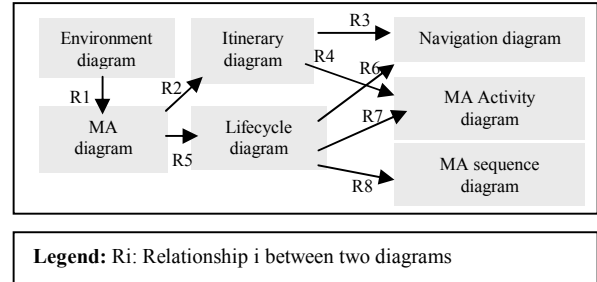 Environment
diagram
Itinerary
diagram
R3
Navigation diagram
R1
R2
R4
R6
MA
diagram
R5
Lifecycle
diagram
R7
MA Activity
diagram
R8
MA sequence
diagram
Legend: Ri: Relationship i between two diagrams